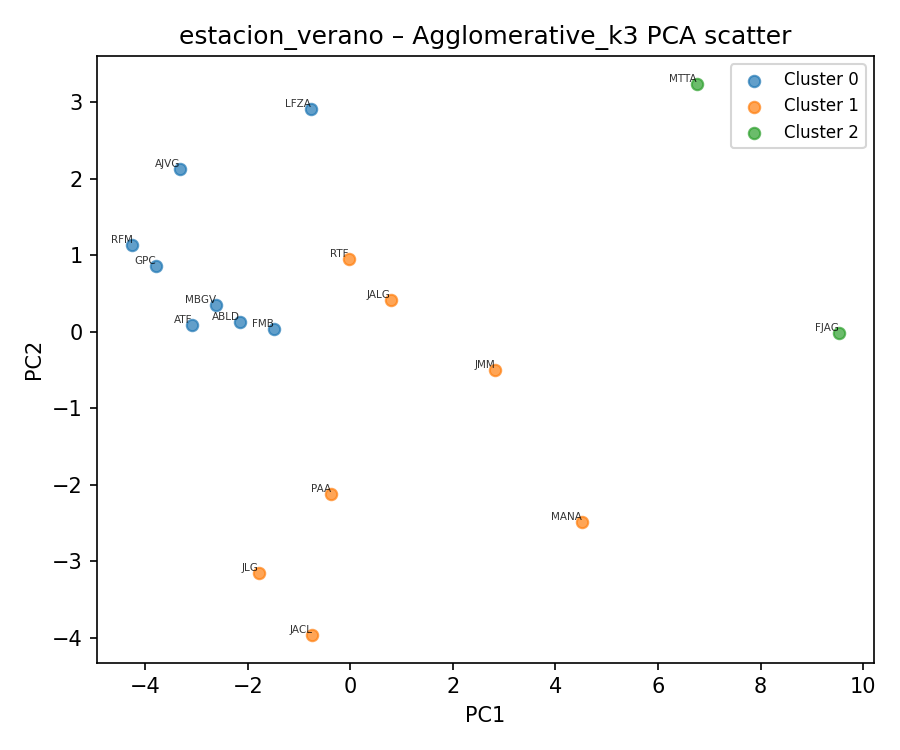 estacion_verano – Agglomerative_k3 PCA scatter
Cluster 0
Cluster 1
Cluster 2
MTTA
LFZA
AJVG
RFM
GPC
RTF
MBGV
JALG
ATF
ABLD
FMB
FJAG
JMM
PAA
MANA
JLG
JACL
3
2
1
0
−1
−2
−3
−4
PC2
−4
−2
0
2
4
6
8
10
PC1